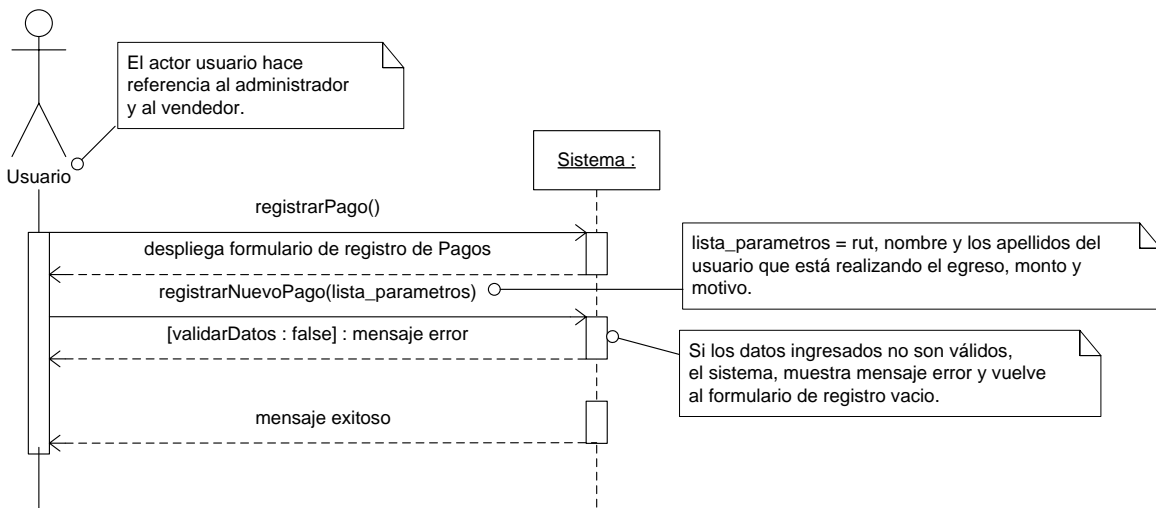 El actor usuario hace
referencia al administrador
y al vendedor.
Usuario
Sistema :
registrarPago()
despliega formulario de registro de Pagos
lista_parametros = rut, nombre y los apellidos del
usuario que está realizando el egreso, monto y
motivo.
registrarNuevoPago(lista_parametros)
[validarDatos : false] : mensaje error
Si los datos ingresados no son válidos,
el sistema, muestra mensaje error y vuelve
al formulario de registro vacio.
mensaje exitoso